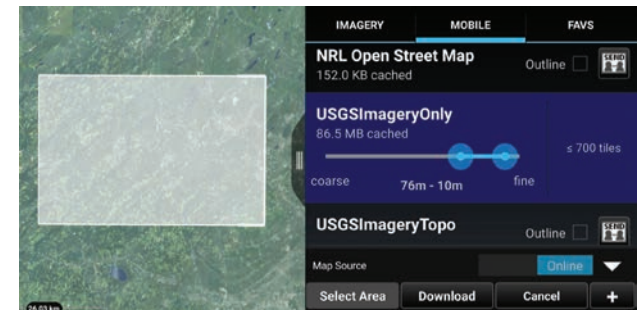 IMAGERY MOBILE FAVS
NRL Open Street Map
152.0 KB cached
Outline
SEND
USGSImageryOnly
86.5 MB cached
≤ 700 tiles
coarse 76m - 10m fine
USGSImageryTopo
Outline
SEND
Map Source Online
Select Area Download Cancel +
26.03 km